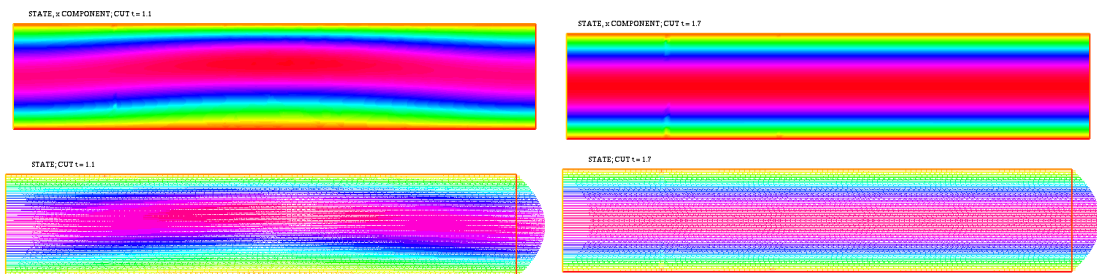 STATE, x COMPONENT; CUT t = 1.1
STATE, x COMPONENT; CUT t = 1.7
STATE; CUT t = 1.1
STATE; CUT t = 1.7